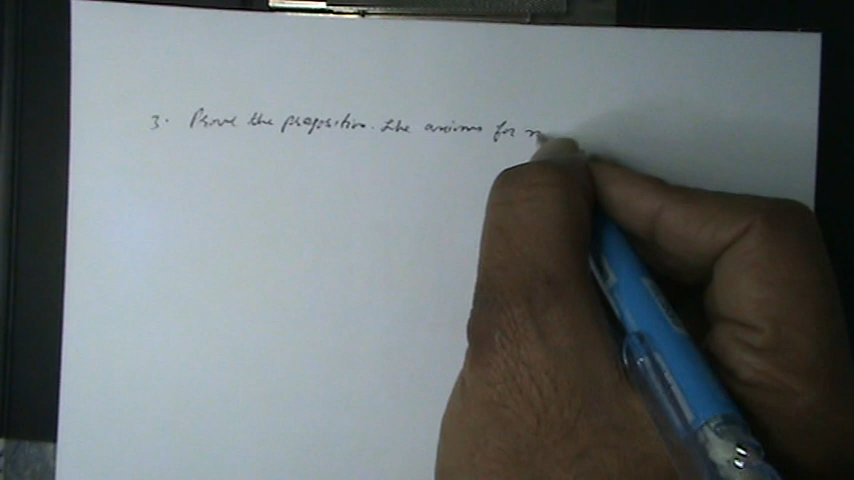 3. Prove the proposition. The axioms for